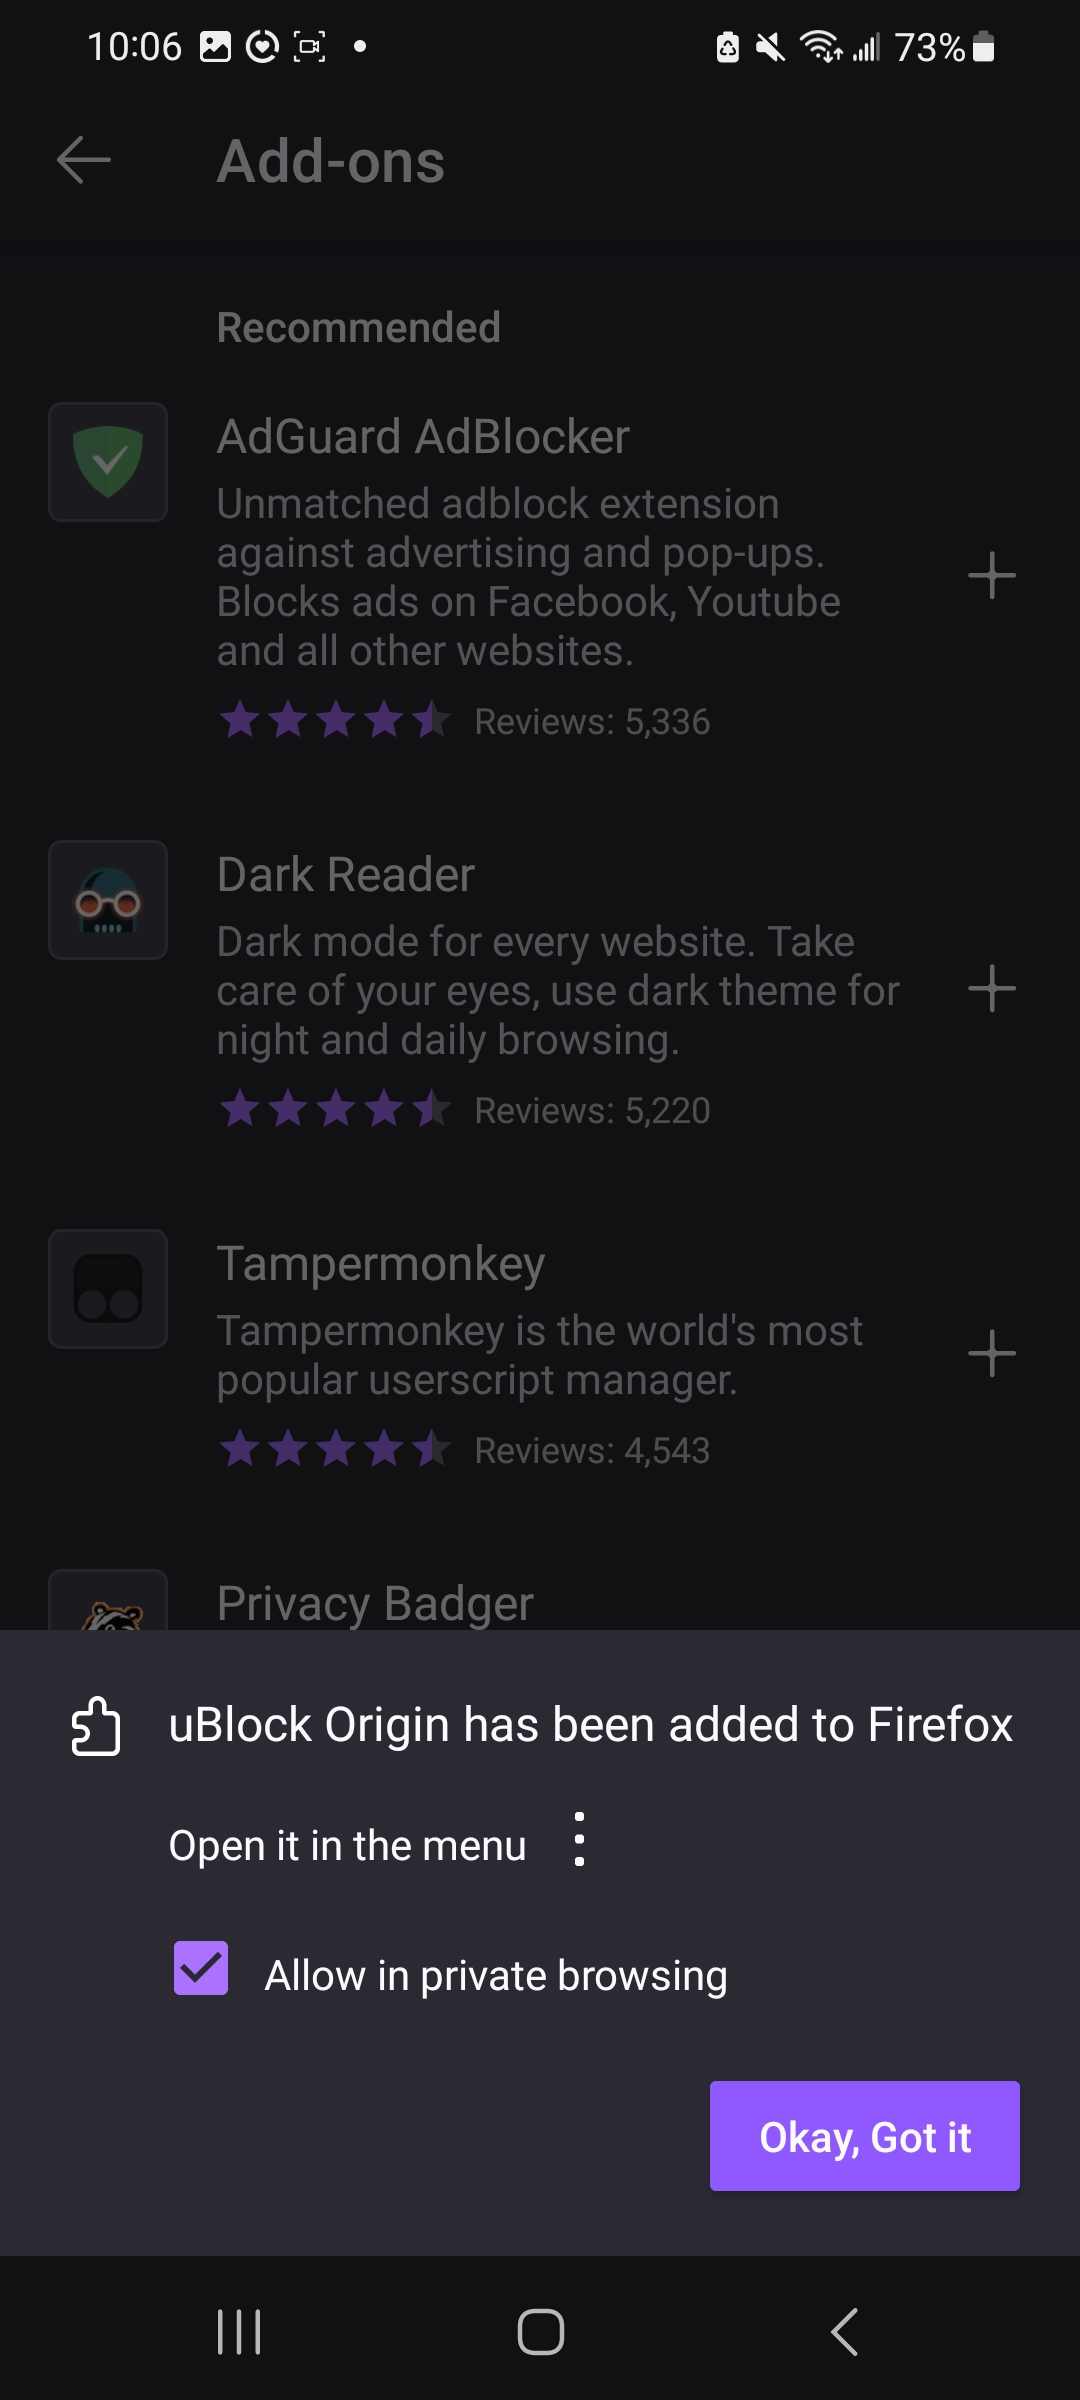 10:06
73%
Add-ons
Recommended
AdGuard AdBlocker
Unmatched adblock extension
against advertising and pop-ups.
Blocks ads on Facebook, Youtube
and all other websites.
Reviews: 5,336
Dark Reader
Dark mode for every website. Take
care of your eyes, use dark theme for
night and daily browsing.
Reviews: 5,220
Tampermonkey
Tampermonkey is the world's most
popular userscript manager.
Reviews: 4,543
Privacy Badger
uBlock Origin has been added to Firefox
Open it in the menu
Allow in private browsing
Okay, Got it